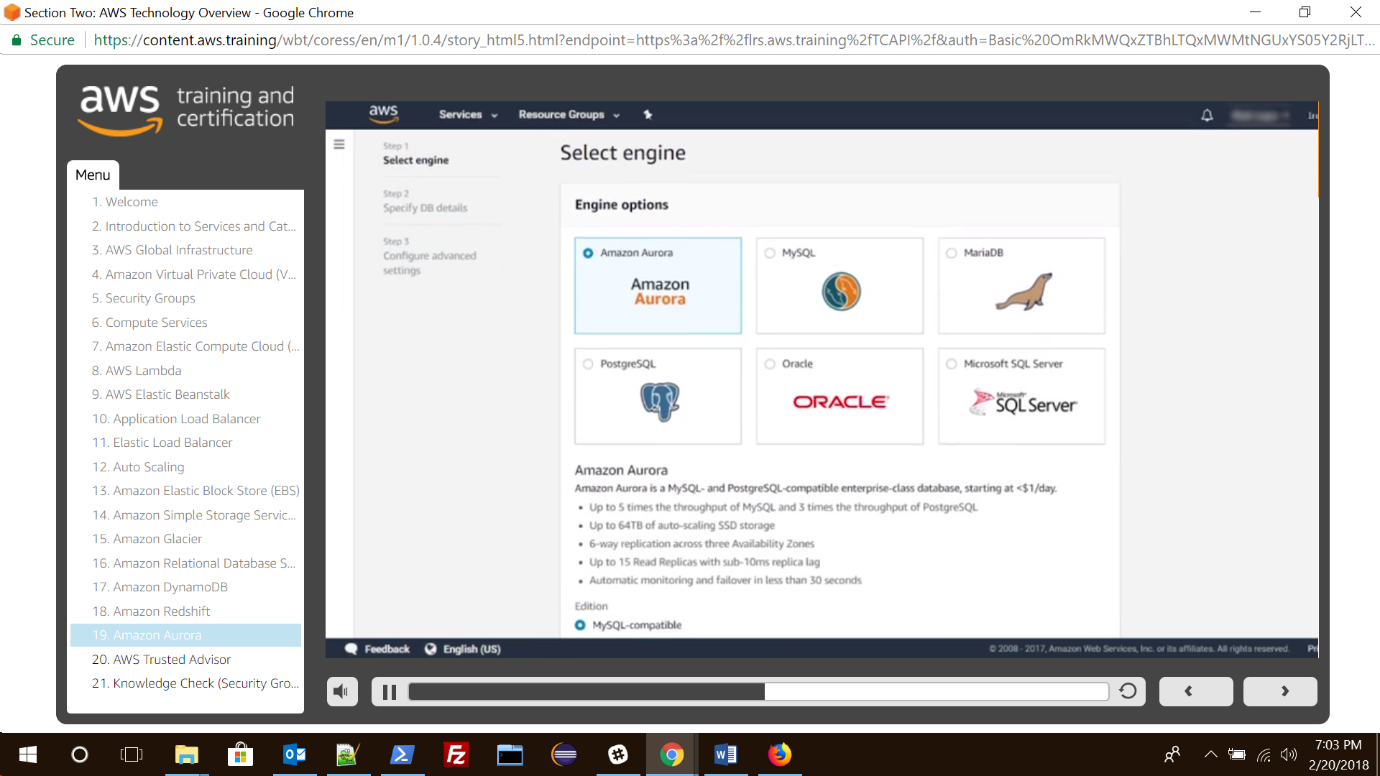 Section Two: AWS Technology Overview - Google Chrome
Secure https://content.aws.training/wbt/coress/en/m1/1.0.4/story_html5.html?endpoint=https%3a%2f%2flrs.aws.training%2fTCAPI%2f&auth=Basic%20OmRkMWQxZTBhLTQxMWMtNGUxYS05Y2RjLT...
aws training and
certification
Menu
1. Welcome
2. Introduction to Services and Cat...
3. AWS Global Infrastructure
4. Amazon Virtual Private Cloud (V...
5. Security Groups
6. Compute Services
7. Amazon Elastic Compute Cloud (...
8. AWS Lambda
9. AWS Elastic Beanstalk
10. Application Load Balancer
11. Elastic Load Balancer
12. Auto Scaling
13. Amazon Elastic Block Store (EBS)
14. Amazon Simple Storage Servic...
15. Amazon Glacier
16. Amazon Relational Database S...
17. Amazon DynamoDB
18. Amazon Redshift
19. Amazon Aurora
20. AWS Trusted Advisor
21. Knowledge Check (Security Gro...
aws Services Resource Groups
Step 1
Select engine
Step 2
Specify DB details
Step 3
Configure advanced
settings
Select engine
Engine options
Amazon Aurora
Amazon
Aurora
MySQL
MariaDB
PostgreSQL
Oracle
ORACLE
Microsoft SQL Server
Microsoft
SQL Server
Amazon Aurora
Amazon Aurora is a MySQL- and PostgreSQL-compatible enterprise-class database, starting at <$1/day.
• Up to 5 times the throughput of MySQL and 3 times the throughput of PostgreSQL
• Up to 64TB of auto-scaling SSD storage
• 6-way replication across three Availability Zones
• Up to 15 Read Replicas with sub-10ms replica lag
• Automatic monitoring and failover in less than 30 seconds
Edition
MySQL-compatible
Feedback English (US) © 2008 - 2017, Amazon Web Services, Inc. or its affiliates. All rights reserved.
7:03 PM
2/20/2018